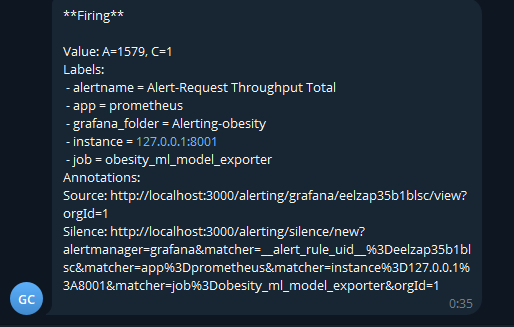 **Firing**
Value: A=1579, C=1
Labels:
- alertname = Alert-Request Throughput Total
- app = prometheus
- grafana_folder = Alerting-obesity
- instance = 127.0.0.1:8001
- job = obesity_ml_model_exporter
Annotations:
Source: http://localhost:3000/alerting/grafana/eelzap35b1blsc/view?
orgId=1
Silence: http://localhost:3000/alerting/silence/new?
alertmanager=grafana&matcher=__alert_rule_uid__%3Deelzap35b1bl
sc&matcher=app%3Dprometheus&matcher=instance%3D127.0.0.1%
3A8001&matcher=job%3Dobesity_ml_model_exporter&orgId=1
GC
0:35